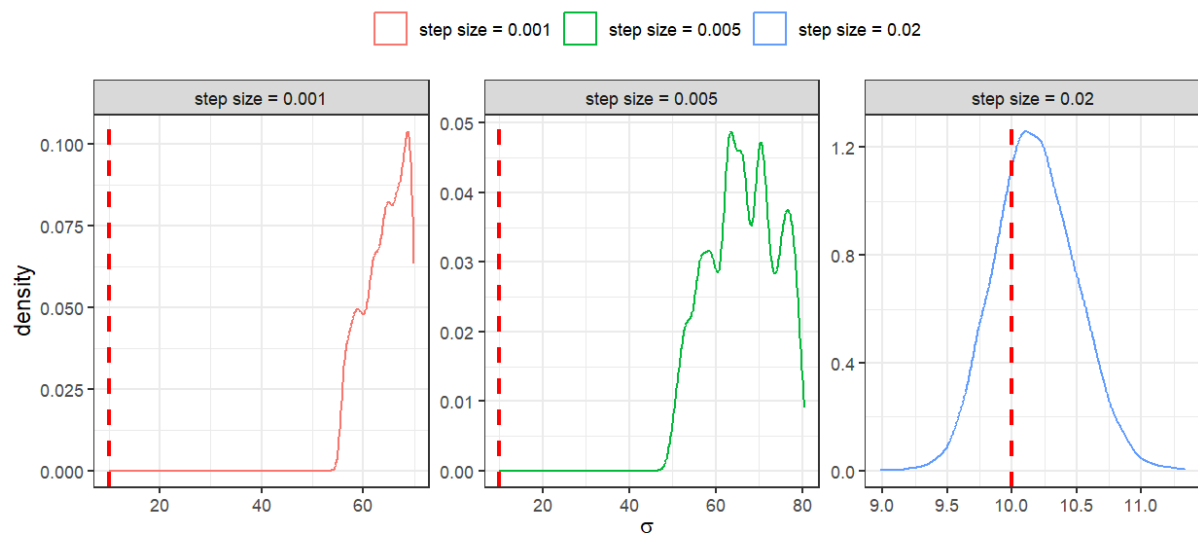 step size = 0.001 step size = 0.005 step size = 0.02
step size = 0.001
step size = 0.005
step size = 0.02
density
0.100
0.075
0.050
0.025
0.000
20 40 60
0.05
0.04
0.03
0.02
0.01
0.00
20 40 60 80
1.2
0.8
0.4
0.0
9.0 9.5 10.0 10.5 11.0
σ